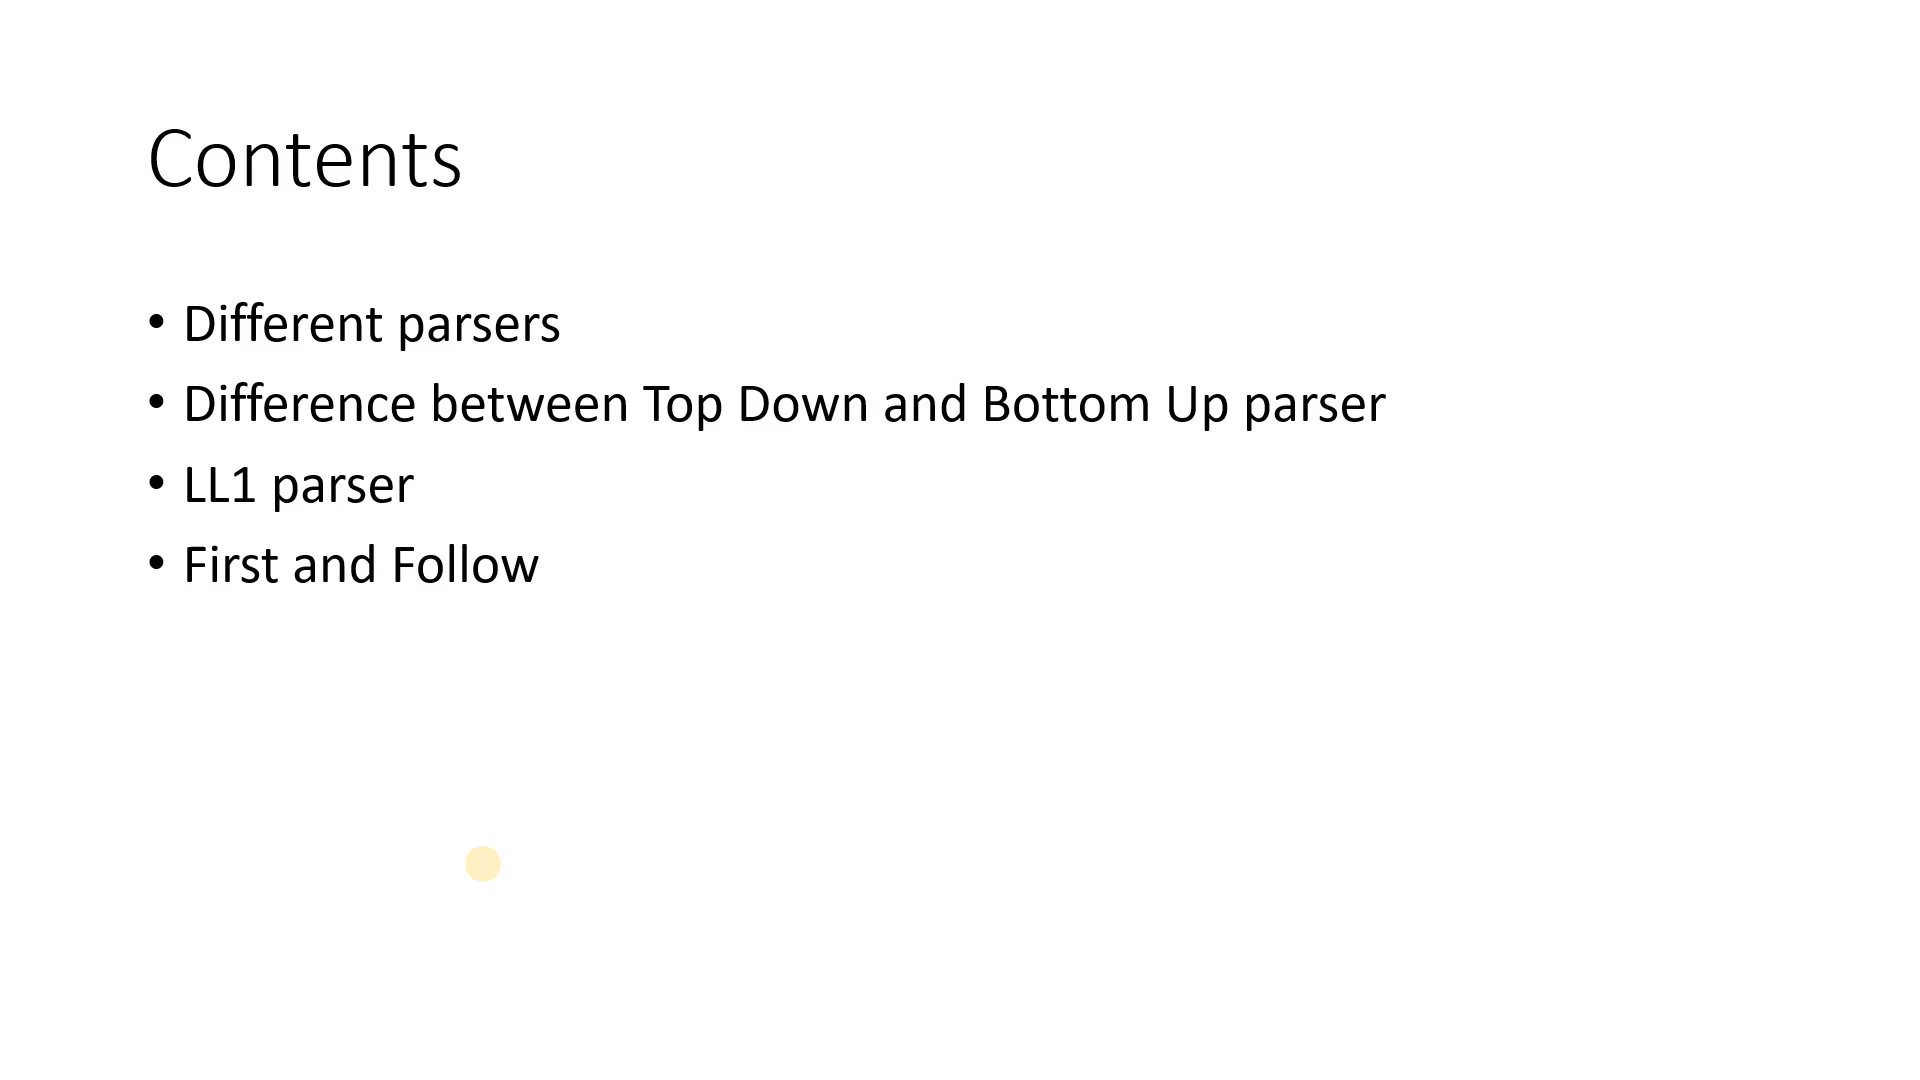 Contents
• Different parsers
• Difference between Top Down and Bottom Up parser
• LL1 parser
• First and Follow